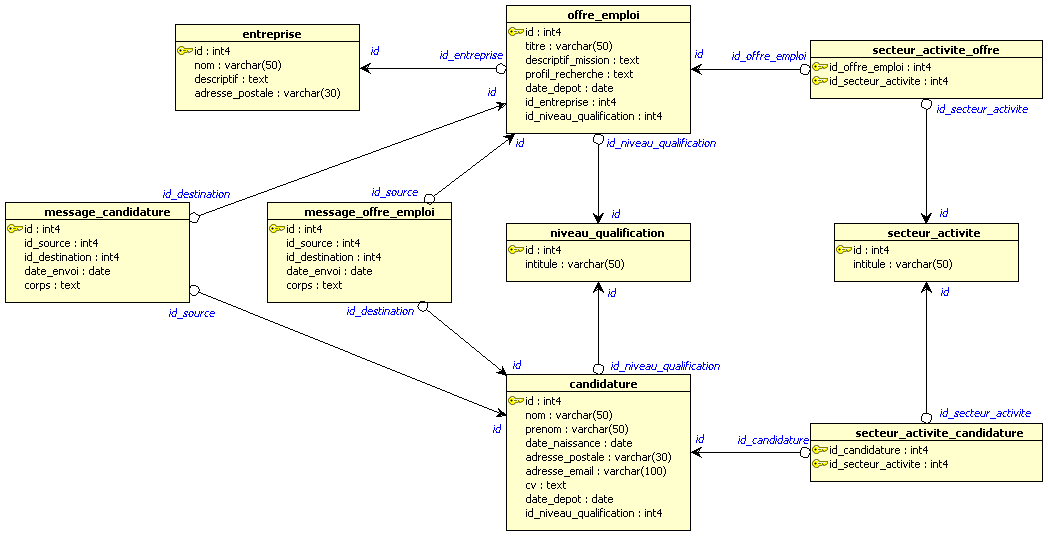 entreprise
id : int4
nom : varchar(50)
descriptif : text
adresse_postale : varchar(30)
id
id_entreprise
offre_emploi
id : int4
titre : varchar(50)
descriptif_mission : text
profil_recherche : text
date_depot : date
id_entreprise : int4
id_niveau_qualification : int4
id
id_offre_emploi
secteur_activite_offre
id_offre_emploi : int4
id_secteur_activite : int4
id_secteur_activite
id
id
id
id_niveau_qualification
id_destination
id_source
message_candidature
id : int4
id_source : int4
id_destination : int4
date_envoi : date
corps : text
id_source
message_offre_emploi
id : int4
id_source : int4
id_destination : int4
date_envoi : date
corps : text
id_destination
id
niveau_qualification
id : int4
intitule : varchar(50)
id
secteur_activite
id : int4
intitule : varchar(50)
id
id
id
id_niveau_qualification
candidature
id : int4
nom : varchar(50)
prenom : varchar(50)
date_naissance : date
adresse_postale : varchar(30)
adresse_email : varchar(100)
cv : text
date_depot : date
id_niveau_qualification : int4
id
id_candidature
id_secteur_activite
secteur_activite_candidature
id_candidature : int4
id_secteur_activite : int4